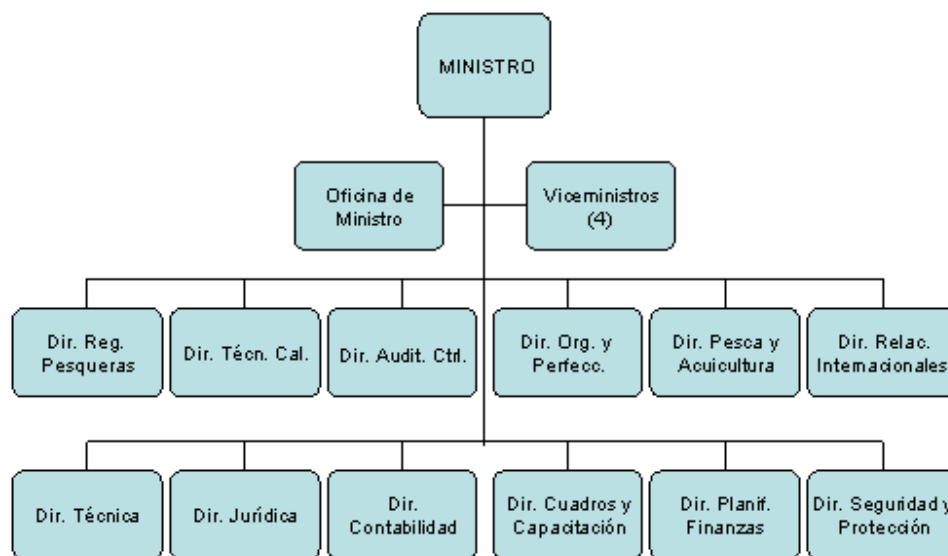 MINISTRO
Oficina de
Ministro
Viceministros
(4)
Dir. Reg.
Pesqueras
Dir. Técn. Cal.
Dir. Audit. Ctrl.
Dir. Org. y
Perfecc.
Dir. Pesca y
Acuicultura
Dir. Relac.
Internacionales
Dir. Técnica
Dir. Jurídica
Dir.
Contabilidad
Dir. Cuadros y
Capacitación
Dir. Planif.
Finanzas
Dir. Seguridad y
Protección